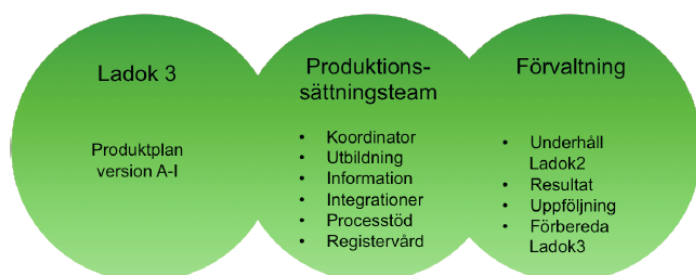 Ladok 3
Produktplan
version A-I
Produktions-
sättningsteam
• Koordinator
• Utbildning
• Information
• Integrationer
• Processtöd
• Registervård
Förvaltning
• Underhåll
Ladok2
• Resultat
• Uppföljning
• Förbereda
Ladok3